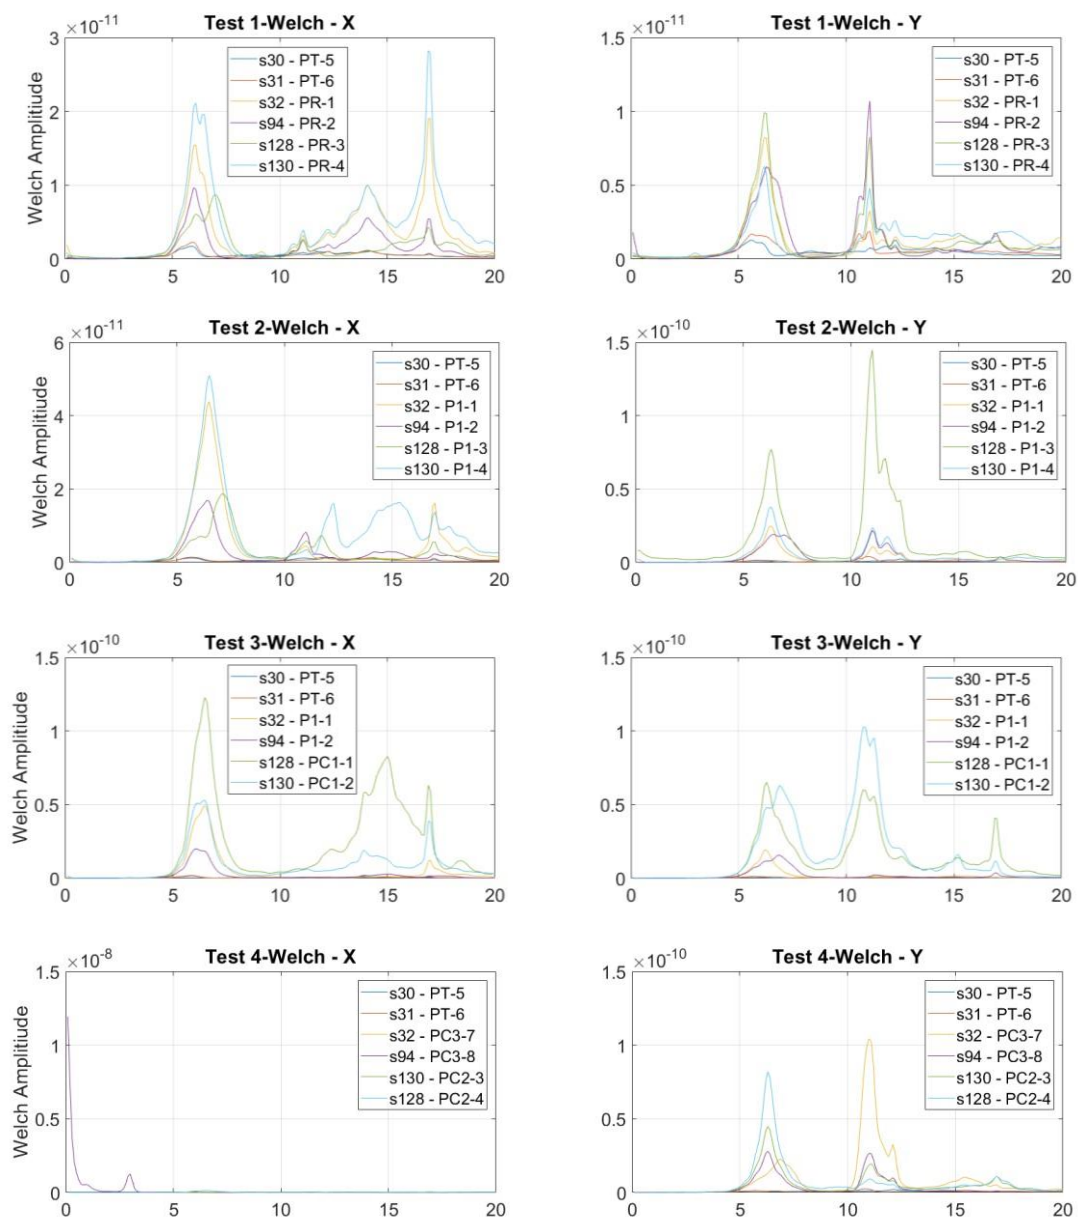 Test 1-Welch - X
×10-11
3
2
1
0
Welch Amplitiude
s30 - PT-5
s31 - PT-6
s32 - PR-1
s94 - PR-2
s128 - PR-3
s130 - PR-4
0 5 10 15 20
Test 1-Welch - Y
×10-11
1.5
1
0.5
0
s30 - PT-5
s31 - PT-6
s32 - PR-1
s94 - PR-2
s128 - PR-3
s130 - PR-4
0 5 10 15 20
Test 2-Welch - X
×10-11
6
4
2
0
Welch Amplitiude
s30 - PT-5
s31 - PT-6
s32 - P1-1
s94 - P1-2
s128 - P1-3
s130 - P1-4
0 5 10 15 20
Test 2-Welch - Y
×10-10
1.5
1
0.5
0
s30 - PT-5
s31 - PT-6
s32 - P1-1
s94 - P1-2
s128 - P1-3
s130 - P1-4
0 5 10 15 20
Test 3-Welch - X
×10-10
1.5
1
0.5
0
Welch Amplitiude
s30 - PT-5
s31 - PT-6
s32 - P1-1
s94 - P1-2
s128 - PC1-1
s130 - PC1-2
0 5 10 15 20
Test 3-Welch - Y
×10-10
1.5
1
0.5
0
s30 - PT-5
s31 - PT-6
s32 - P1-1
s94 - P1-2
s128 - PC1-1
s130 - PC1-2
0 5 10 15 20
Test 4-Welch - X
×10-8
1.5
1
0.5
0
Welch Amplitiude
s30 - PT-5
s31 - PT-6
s32 - PC3-7
s94 - PC3-8
s130 - PC2-3
s128 - PC2-4
0 5 10 15 20
Test 4-Welch - Y
×10-10
1.5
1
0.5
0
s30 - PT-5
s31 - PT-6
s32 - PC3-7
s94 - PC3-8
s130 - PC2-3
s128 - PC2-4
0 5 10 15 20